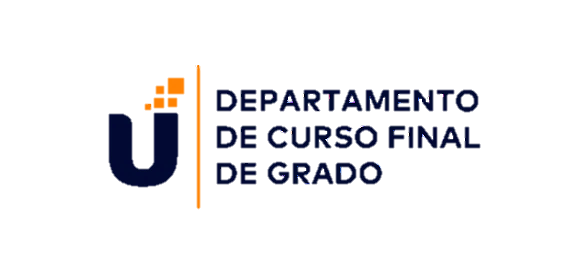 U
DEPARTAMENTO
DE CURSO FINAL
DE GRADO